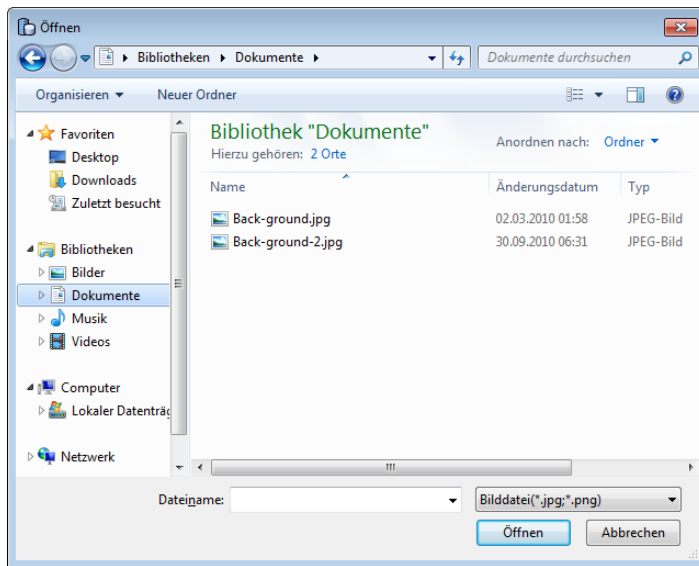 Öffnen
Bibliotheken Dokumente
Dokumente durchsuchen
Organisieren Neuer Ordner
Favoriten
Desktop
Downloads
Zuletzt besucht
Bibliotheken
Bilder
Dokumente
Musik
Videos
Computer
Lokaler Datenträg
Netzwerk
Bibliothek "Dokumente"
Hierzu gehören: 2 Orte
Anordnen nach: Ordner
Name Änderungsdatum Typ
Back-ground.jpg 02.03.2010 01:58 JPEG-Bild
Back-ground-2.jpg 30.09.2010 06:31 JPEG-Bild
Dateiname: Bilddatei(*.jpg;*.png)
Öffnen Abbrechen